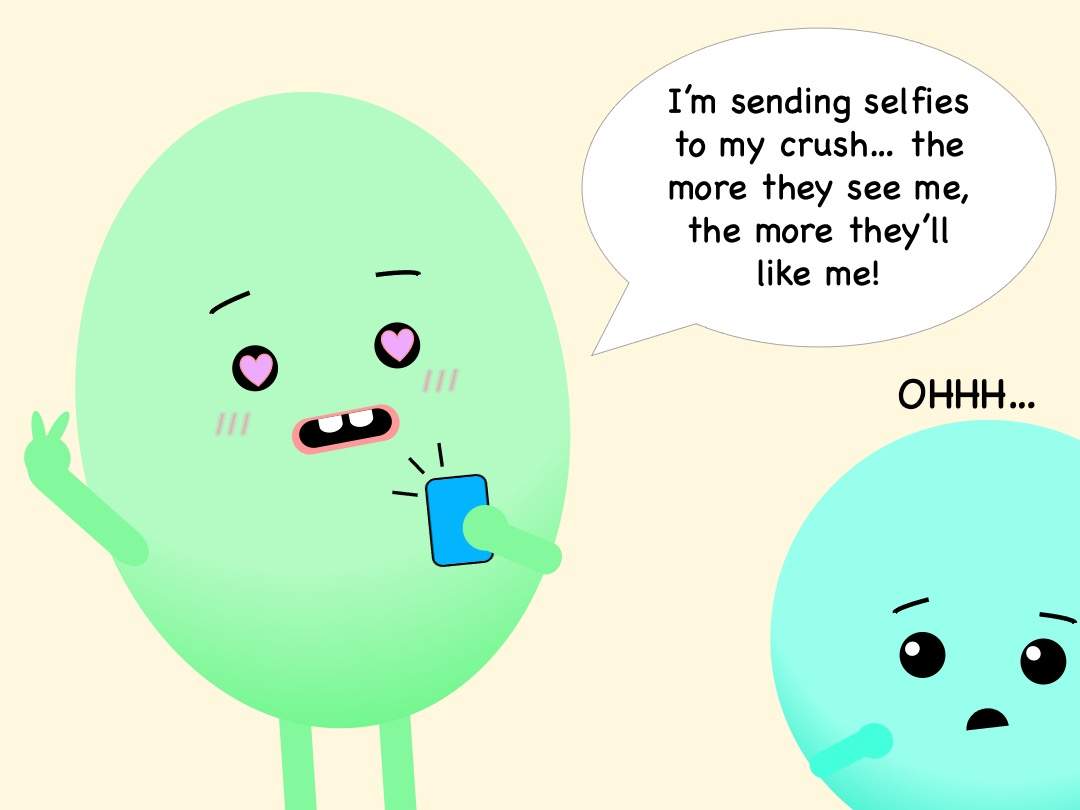 I'm sending selfies
to my crush... the
more they see me,
the more they'll
like me!
OHHH...